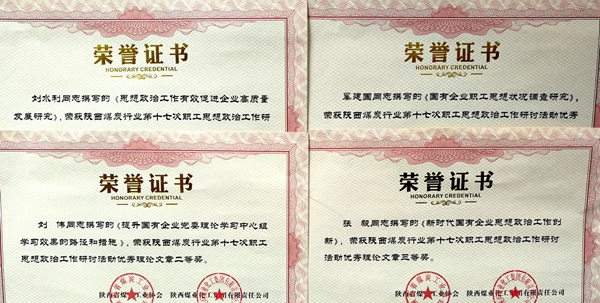 荣誉证书
HONORARY CREDENTIAL
刘水利同志撰写的《思想政治工作有效促进企业高质量
发展研究》，荣获陕西煤炭行业第十七次职工思想政治工作研
荣誉证书
HONORARY CREDENTIAL
奚建国同志撰写的《国有企业职工思想状况调查研究》，
荣获陕西煤炭行业第十七次职工思想政治工作研讨活动优秀
荣誉证书
HONORARY CREDENTIAL
刘 伟同志撰写的《提升国有企业党委理论学习中心组
学习效果的路径和措施》，荣获陕西煤炭行业第十七次职工
思想政治工作研讨活动优秀理论文章二等奖。
陕西省煤炭工业协会 陕西煤业化工集团有限责任公司
荣誉证书
HONORARY CREDENTIAL
张 毅同志撰写的《新时代国有企业思想政治工作创
新》，荣获陕西煤炭行业第十七次职工思想政治工作研讨
活动优秀理论文章三等奖。
陕西省煤炭工业协会 陕西煤业化工集团有限责任公司